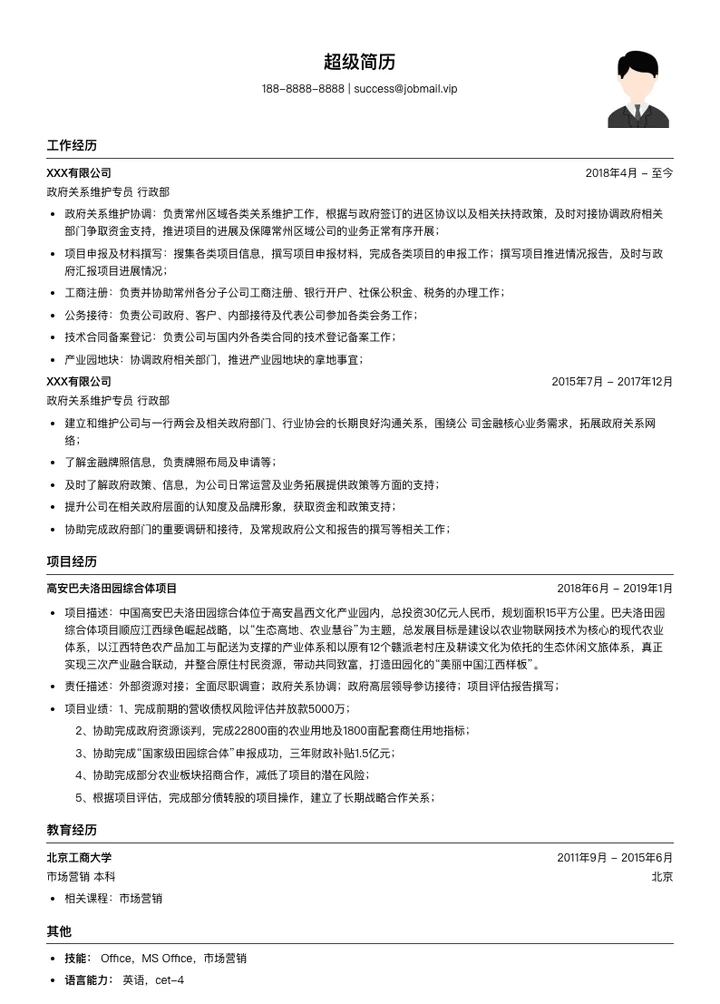 超级简历
188-8888-8888 | success@jobmail.vip
工作经历
XXX有限公司 2018年4月 - 至今
政府关系维护专员 行政部
• 政府关系维护协调：负责常州区域各类关系维护工作，根据与政府签订的进区协议以及相关扶持政策，及时对接协调政府相关
部门争取资金支持，推进项目的进展及保障常州区域公司的业务正常有序开展；
• 项目申报及材料撰写：搜集各类项目信息，撰写项目申报材料，完成各类项目的申报工作；撰写项目推进情况报告，及时与政
府汇报项目进展情况；
• 工商注册：负责并协助常州各分子公司工商注册、银行开户、社保公积金、税务的办理工作；
• 公务接待：负责公司政府、客户、内部接待及代表公司参加各类会务工作；
• 技术合同备案登记：负责公司与国内外各类合同的技术登记备案工作；
• 产业园地块：协调政府相关部门，推进产业园地块的拿地事宜；
XXX有限公司 2015年7月 - 2017年12月
政府关系维护专员 行政部
• 建立和维护公司与一行两会及相关政府部门、行业协会的长期良好沟通关系，围绕公 司金融核心业务需求，拓展政府关系网
络；
• 了解金融牌照信息，负责牌照布局及申请等；
• 及时了解政府政策、信息，为公司日常运营及业务拓展提供政策等方面的支持；
• 提升公司在相关政府层面的认知度及品牌形象，获取资金和政策支持；
• 协助完成政府部门的重要调研和接待，及常规政府公文和报告的撰写等相关工作；
项目经历
高安巴夫洛田园综合体项目 2018年6月 - 2019年1月
• 项目描述：中国高安巴夫洛田园综合体位于高安昌西文化产业园内，总投资30亿元人民币，规划面积15平方公里。巴夫洛田园
综合体项目顺应江西绿色崛起战略，以“生态高地、农业慧谷”为主题，总发展目标是建设以农业物联网技术为核心的现代农业
体系，以江西特色农产品加工与配送为支撑的产业体系和以原有12个赣派老村庄及耕读文化为依托的生态休闲文旅体系，真正
实现三次产业融合联动，并整合原住村民资源，带动共同致富，打造田园化的“美丽中国江西样板”。
• 责任描述：外部资源对接；全面尽职调查；政府关系协调；政府高层领导参访接待；项目评估报告撰写；
• 项目业绩：1、完成前期的营收债权风险评估并放款5000万；
2、协助完成政府资源谈判，完成22800亩的农业用地及1800亩配套商住用地指标；
3、协助完成“国家级田园综合体”申报成功，三年财政补贴1.5亿元；
4、协助完成部分农业板块招商合作，减低了项目的潜在风险；
5、根据项目评估，完成部分债转股的项目操作，建立了长期战略合作关系；
教育经历
北京工商大学 2011年9月 - 2015年6月
市场营销 本科 北京
• 相关课程：市场营销
其他
• 技能： Office，MS Office，市场营销
• 语言能力： 英语，cet-4